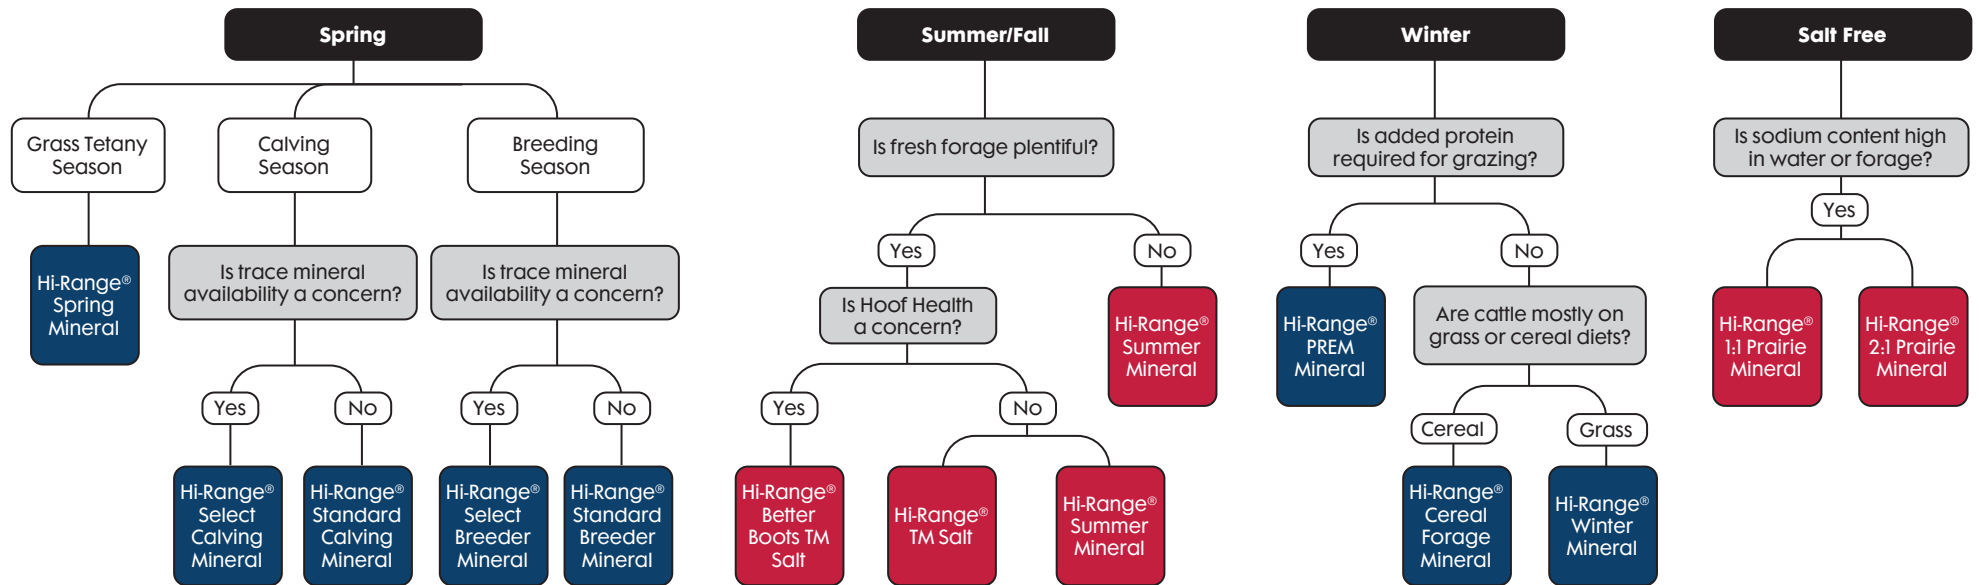 Spring
Summer/Fall
Winter
Salt Free
Grass Tetany
Season
Calving
Season
Breeding
Season
Is fresh forage plentiful?
Is added protein
required for grazing?
Is sodium content high
in water or forage?
Yes
No
Yes
No
Yes
Hi-Range®
Spring
Mineral
Is trace mineral
availability a concern?
Is trace mineral
availability a concern?
Is Hoof Health
a concern?
Hi-Range®
Summer
Mineral
Hi-Range®
PREM
Mineral
Are cattle mostly on
grass or cereal diets?
Hi-Range®
1:1 Prairie
Mineral
Hi-Range®
2:1 Prairie
Mineral
Yes
No
Yes
No
Yes
No
Cereal
Grass
Hi-Range®
Select
Calving
Mineral
Hi-Range®
Standard
Calving
Mineral
Hi-Range®
Select
Breeder
Mineral
Hi-Range®
Standard
Breeder
Mineral
Hi-Range®
Better
Boots TM
Salt
Hi-Range®
TM Salt
Hi-Range®
Summer
Mineral
Hi-Range®
Cereal
Forage
Mineral
Hi-Range®
Winter
Mineral